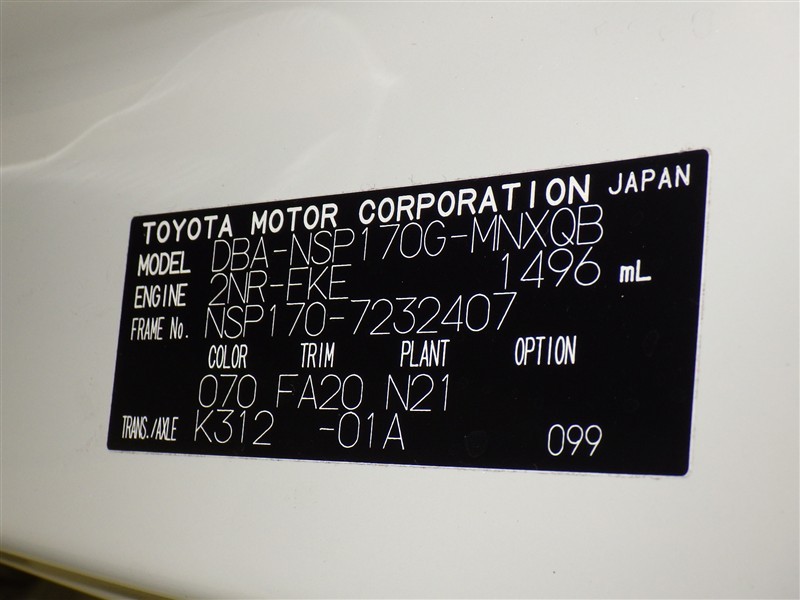 TOYOTA MOTOR CORPORATION JAPAN
MODEL DBA-NSP170G-MNXQB
ENGINE 2NR-FKE 1496 mL
FRAME No. NSP170-7232407
COLOR TRIM PLANT OPTION
070 FA20 N21
TRANS./AXLE K312 -01A 099